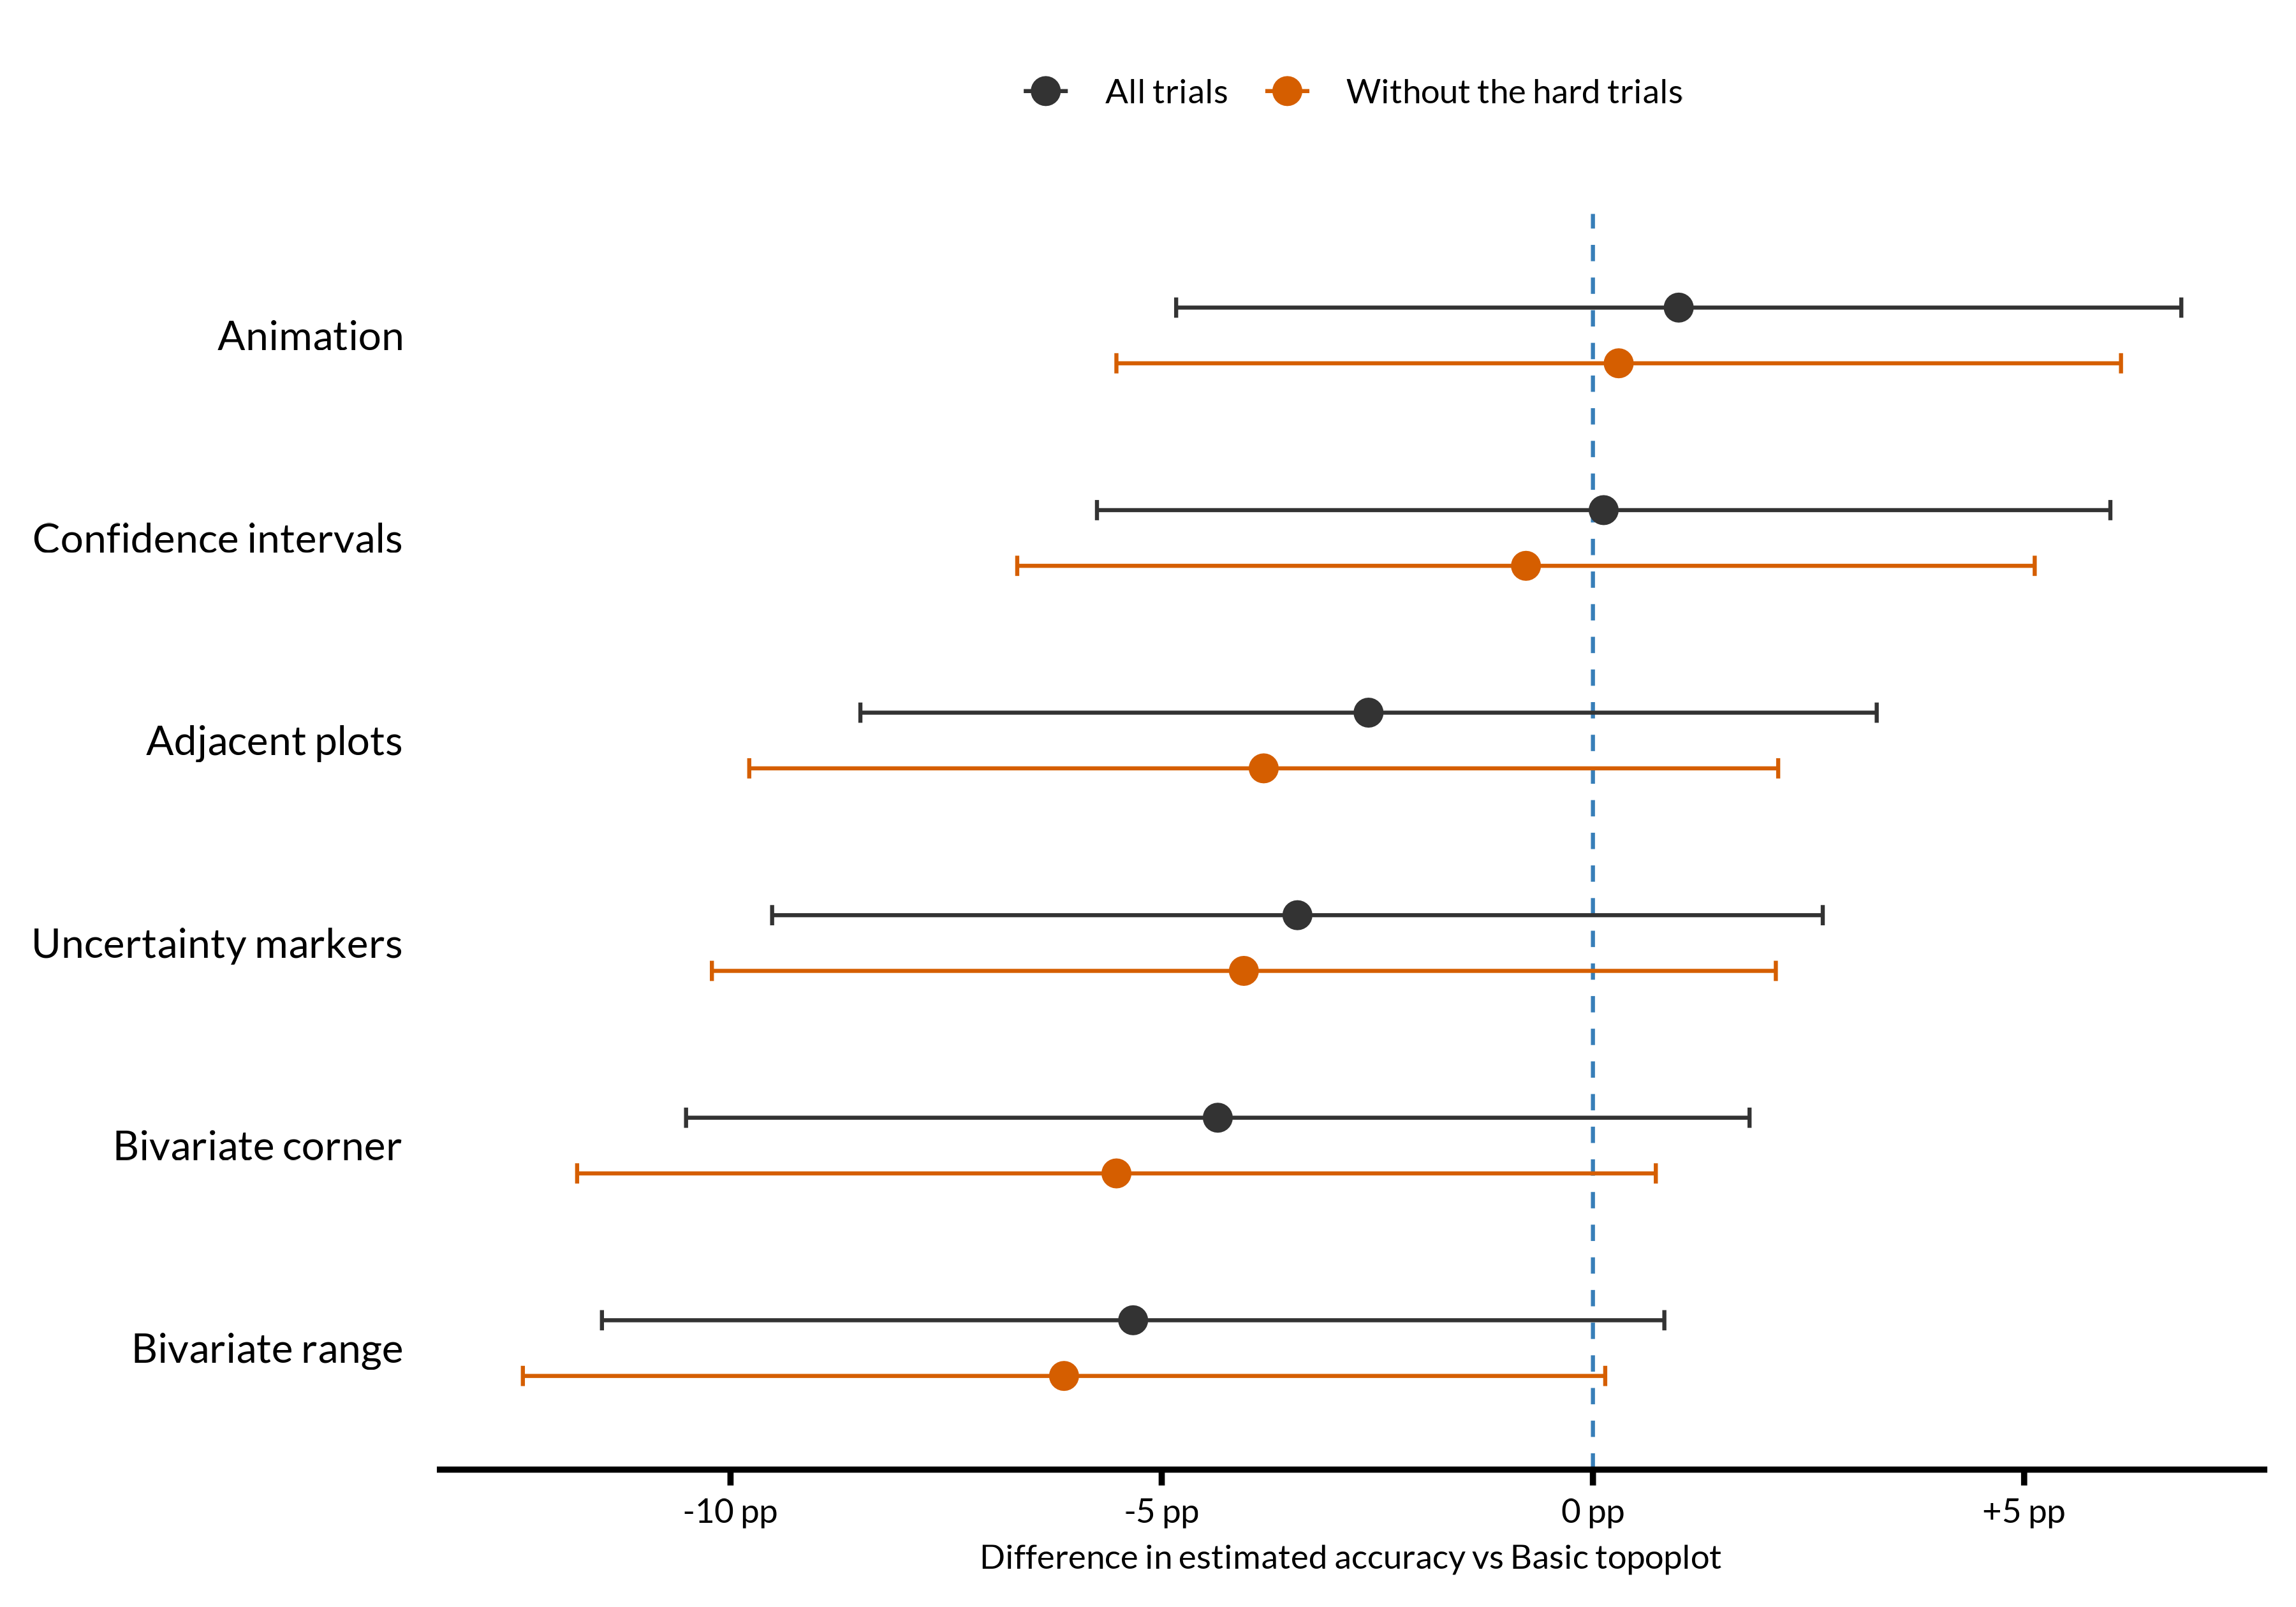 All trials Without the hard trials
Animation
Confidence intervals
Adjacent plots
Uncertainty markers
Bivariate corner
Bivariate range
-10 pp -5 pp 0 pp +5 pp
Difference in estimated accuracy vs Basic topoplot